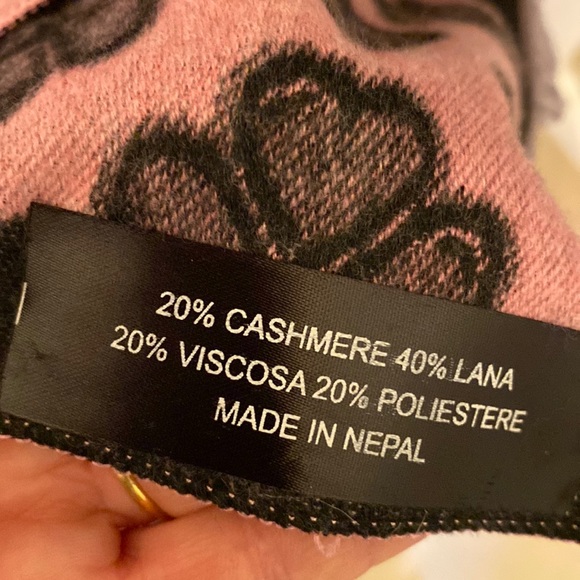 20% CASHMERE 40% LANA
20% VISCOSA 20% POLIESTERE
MADE IN NEPAL